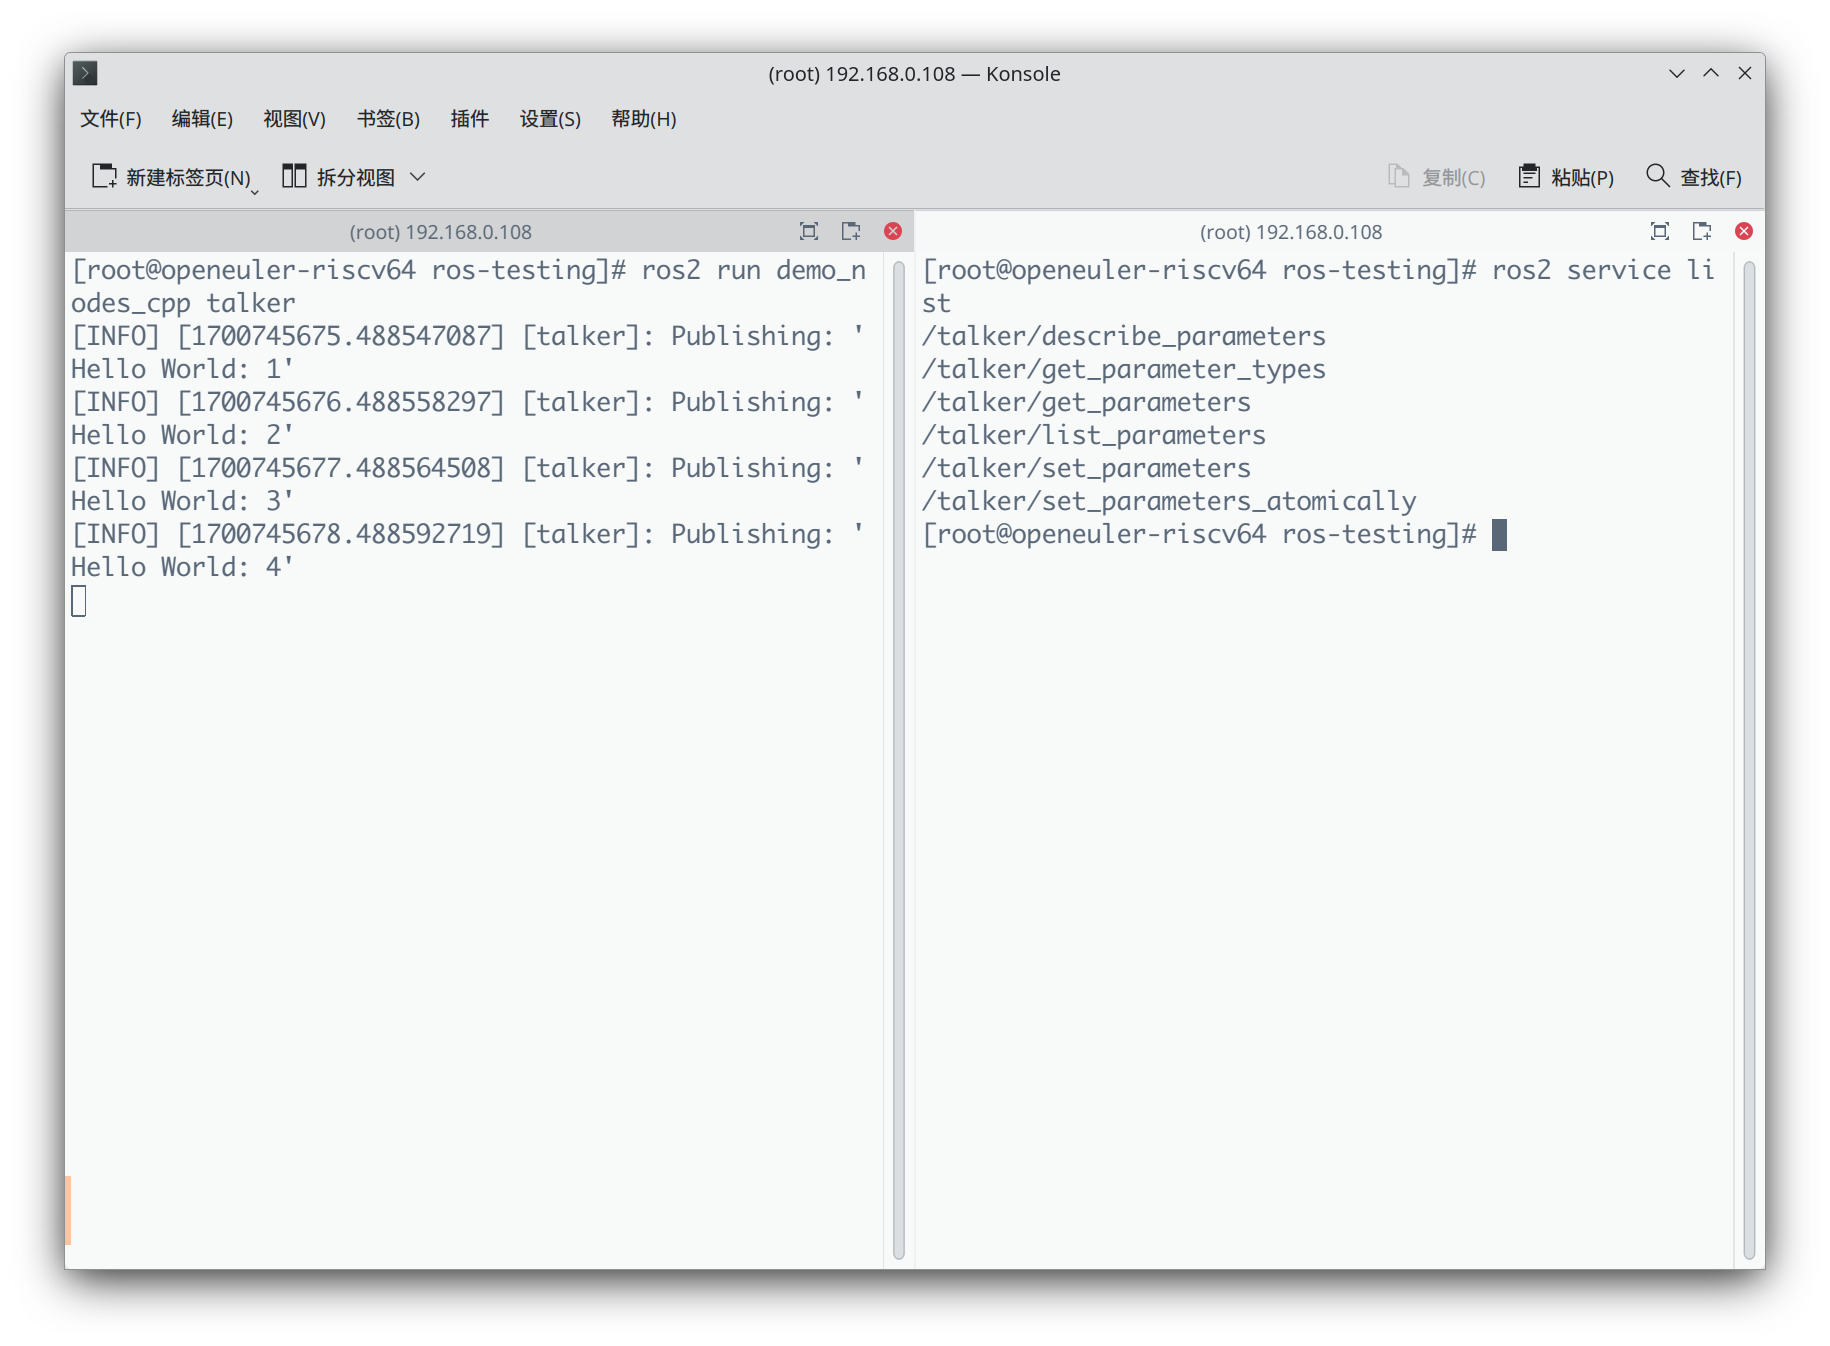 (root) 192.168.0.108 — Konsole
文件(F) 编辑(E) 视图(V) 书签(B) 插件 设置(S) 帮助(H)
新建标签页(N) 拆分视图 复制(C) 粘贴(P) 查找(F)
(root) 192.168.0.108
[root@openeuler-riscv64 ros-testing]# ros2 run demo_n
odes_cpp talker
[INFO] [1700745675.488547087] [talker]: Publishing: '
Hello World: 1'
[INFO] [1700745676.488558297] [talker]: Publishing: '
Hello World: 2'
[INFO] [1700745677.488564508] [talker]: Publishing: '
Hello World: 3'
[INFO] [1700745678.488592719] [talker]: Publishing: '
Hello World: 4'
(root) 192.168.0.108
[root@openeuler-riscv64 ros-testing]# ros2 service li
st
/talker/describe_parameters
/talker/get_parameter_types
/talker/get_parameters
/talker/list_parameters
/talker/set_parameters
/talker/set_parameters_atomically
[root@openeuler-riscv64 ros-testing]#